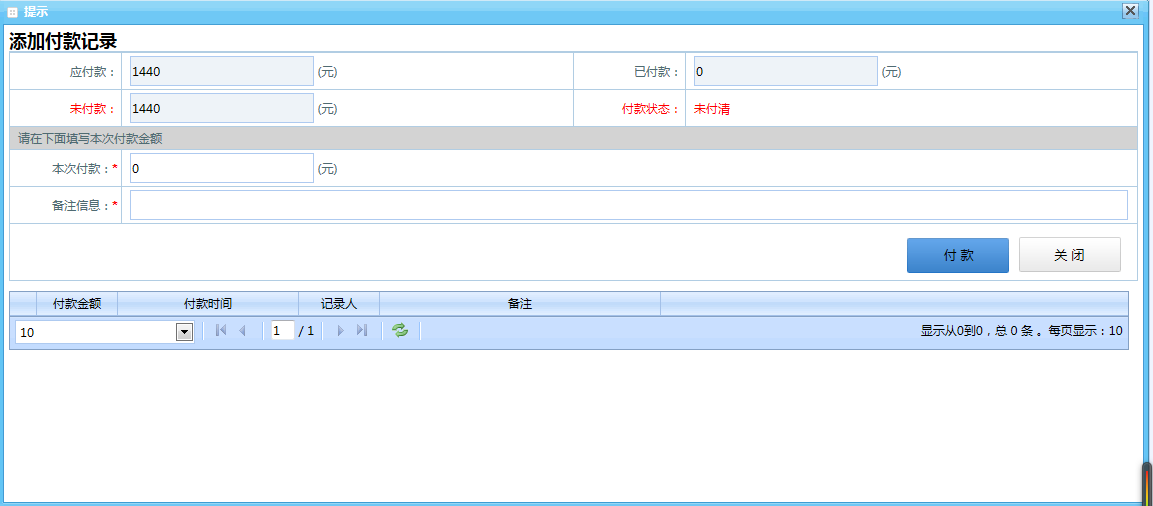 提示
添加付款记录
应付款： 1440 (元) 已付款： 0 (元)
未付款： 1440 (元) 付款状态： 未付清
请在下面填写本次付款金额
本次付款：* 0 (元)
备注信息：*
付 款 关 闭
付款金额 付款时间 记录人 备注
10 1 / 1 显示从0到0，总 0 条 。每页显示：10